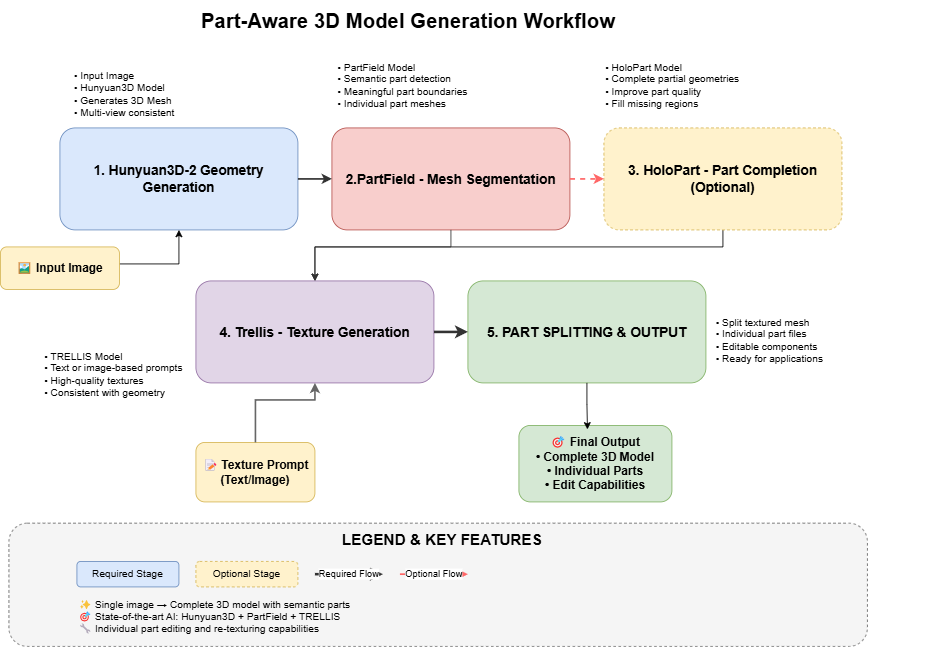 Part-Aware 3D Model Generation Workflow
• Input Image
• Hunyuan3D Model
• Generates 3D Mesh
• Multi-view consistent
• PartField Model
• Semantic part detection
• Meaningful part boundaries
• Individual part meshes
• HoloPart Model
• Complete partial geometries
• Improve part quality
• Fill missing regions
1. Hunyuan3D-2 Geometry
Generation
2.PartField - Mesh Segmentation
3. HoloPart - Part Completion
(Optional)
🖼️ Input Image
4. Trellis - Texture Generation
5. PART SPLITTING & OUTPUT
• Split textured mesh
• Individual part files
• Editable components
• Ready for applications
• TRELLIS Model
• Text or image-based prompts
• High-quality textures
• Consistent with geometry
📝 Texture Prompt
(Text/Image)
🎯 Final Output
• Complete 3D Model
• Individual Parts
• Edit Capabilities
LEGEND & KEY FEATURES
Required Stage
Optional Stage
Required Flow
Optional Flow
✨ Single image → Complete 3D model with semantic parts
🎯 State-of-the-art AI: Hunyuan3D + PartField + TRELLIS
🔧 Individual part editing and re-texturing capabilities